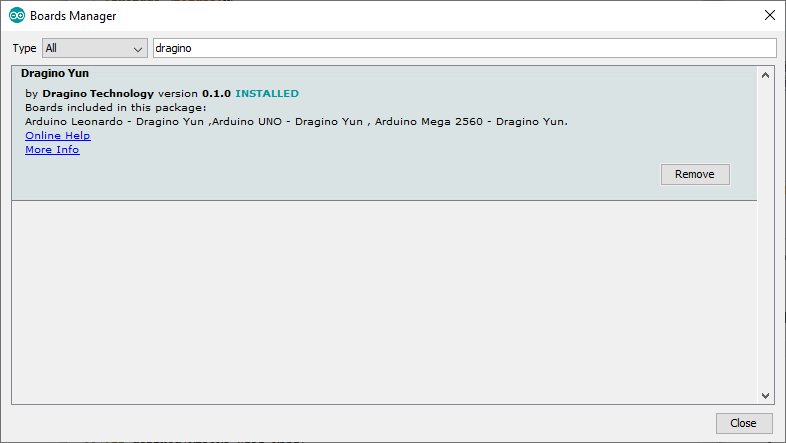 Boards Manager
Type All dragino
Dragino Yun
by Dragino Technology version 0.1.0 INSTALLED
Boards included in this package:
Arduino Leonardo - Dragino Yun ,Arduino UNO - Dragino Yun , Arduino Mega 2560 - Dragino Yun.
Online Help
More Info
Remove
Close